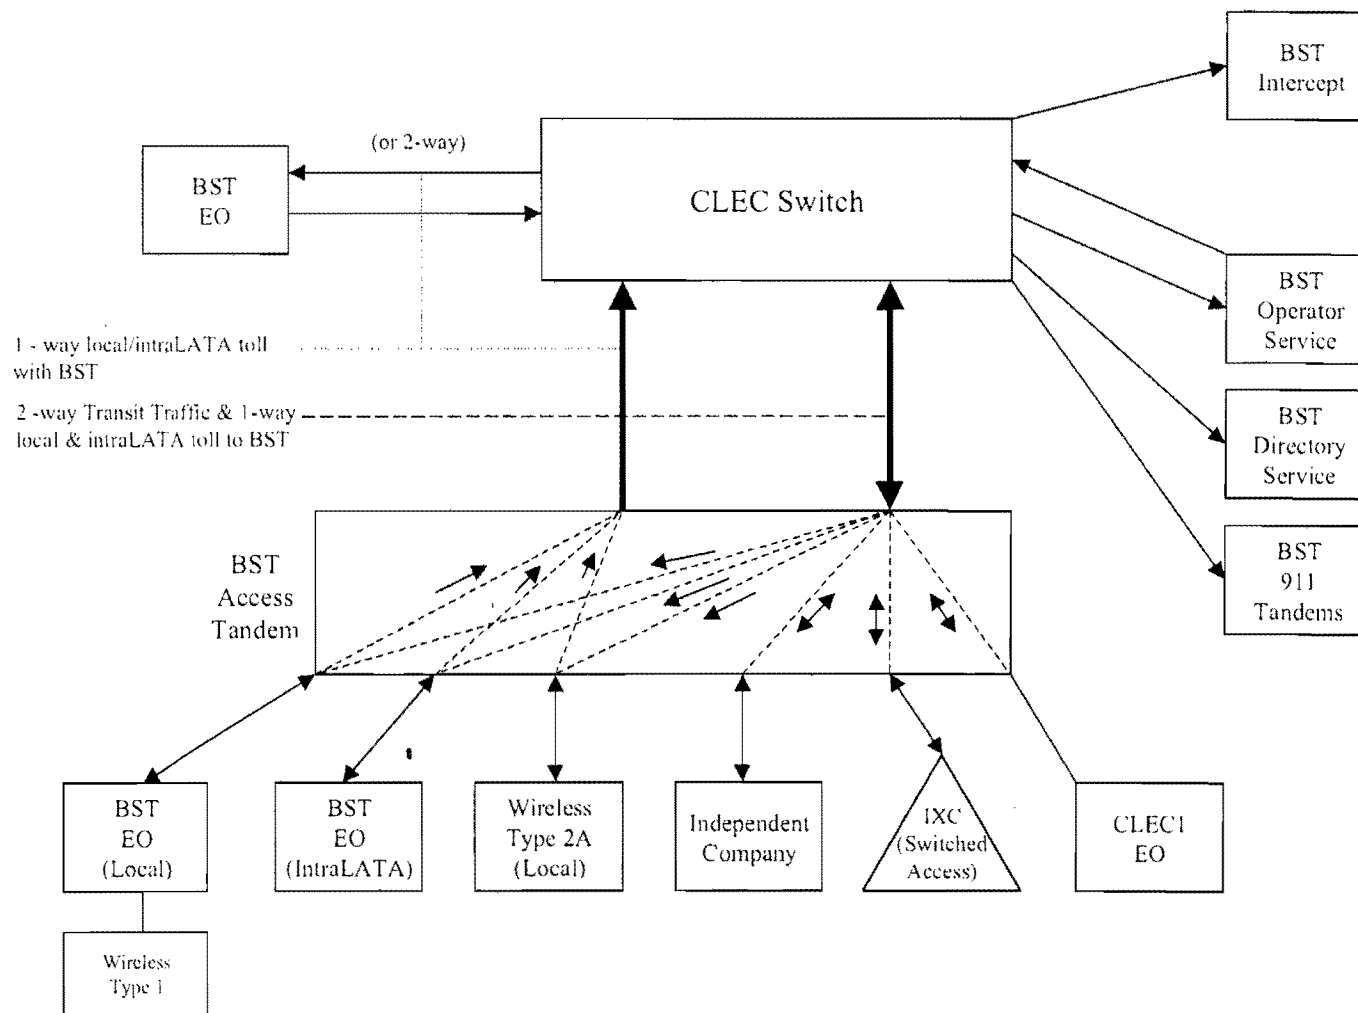 BST
Intercept
(or 2-way)
BST
EO
CLEC Switch
BST
Operator
Service
1 - way local/intraLATA toll
with BST
2 -way Transit Traffic & 1-way
local & intraLATA toll to BST
BST
Directory
Service
BST
Access
Tandem
BST
911
Tandems
BST
EO
(Local)
BST
EO
(IntraLATA)
Wireless
Type 2A
(Local)
Independent
Company
IXC
(Switched
Access)
CLEC1
EO
Wireless
Type 1